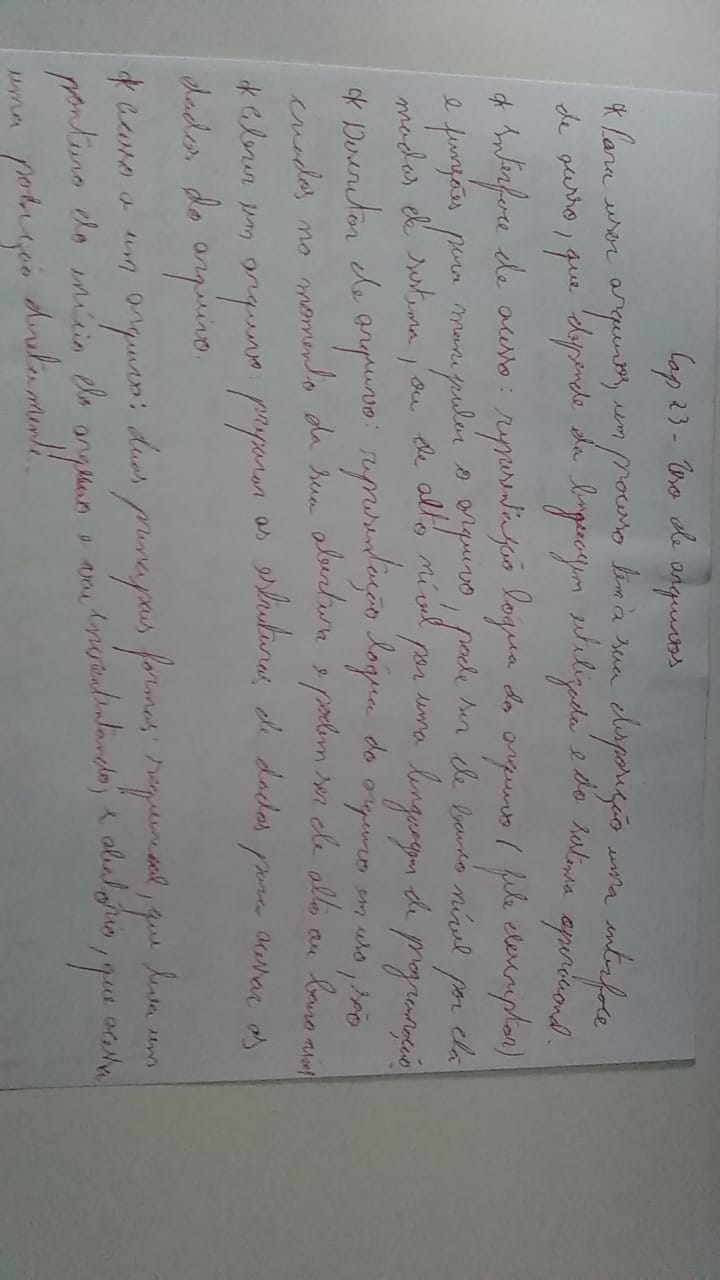 Cap 23 - Uso de arquivos
* Para usar arquivos, um processo tem à sua disposição uma interface
de acesso, que depende da linguagem utilizada e do sistema operacional.
* Interface de acesso: representação lógica do arquivo (file descriptor)
e funções para manipular o arquivo, pode ser de baixo nível por cha
madas de sistema, ou de alto nível por uma linguagem de programação.
* Descritor de arquivo: representação lógica do arquivo em uso, são
criados no momento da sua abertura e podem ser de alto ou baixo nível
* Abrir um arquivo: preparar as estruturas de dados para acessar os
dados do arquivo.
* Acesso a um arquivo: duas principais formas: sequencial, que leva um
ponteiro do início do arquivo e vai incrementando; e aleatório, que acessa
uma posição diretamente.